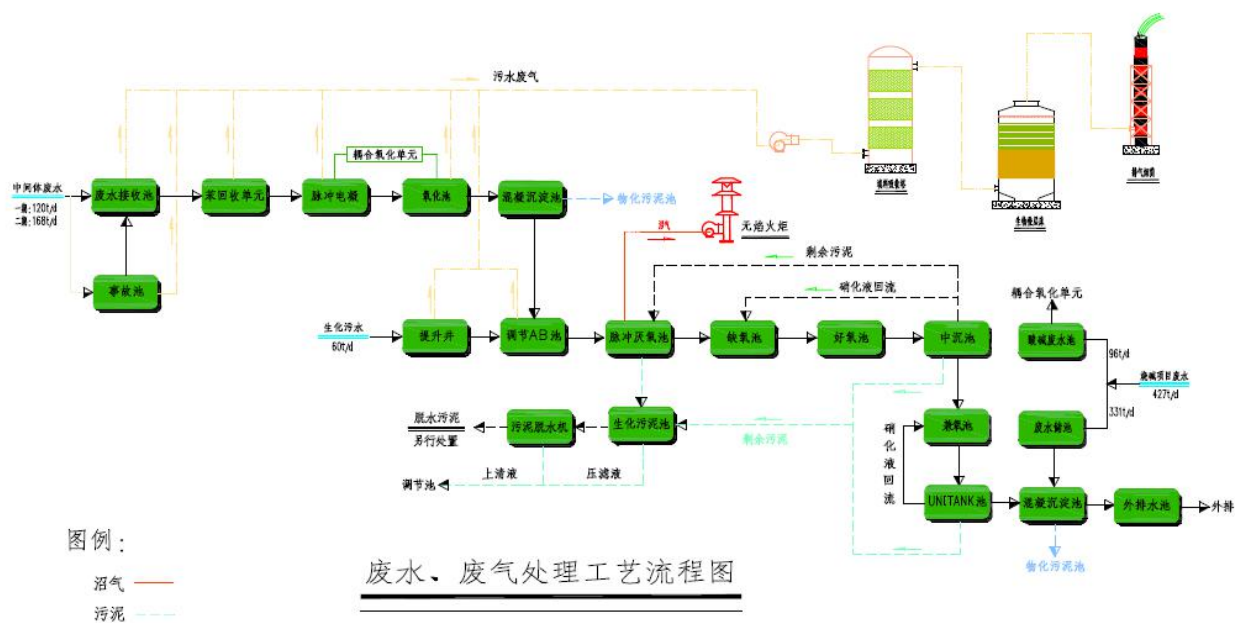 污水废气
耦合氧化单元
中间体废水
一期:120t/d
二期:168t/d
废水接收池
苯回收单元
脉冲电凝
氧化池
混凝沉淀池
物化污泥池
沼气
无焰火炬
排气烟囱
事故池
剩余污泥
硝化液回流
耦合氧化单元
生化污水
60t/d
提升井
调节AB池
脉冲厌氧池
缺氧池
好氧池
中沉池
酸碱废水池
96t/d
烧碱项目废水
427t/d
331t/d
脱水污泥
另行处置
污泥脱水机
生化污泥池
剩余污泥
硝化液回流
兼氧池
废水储池
调节池
上清液
压滤液
UNITANK池
混凝沉淀池
外排水池
外排
物化污泥池
图例:
沼气
污泥
废水、废气处理工艺流程图